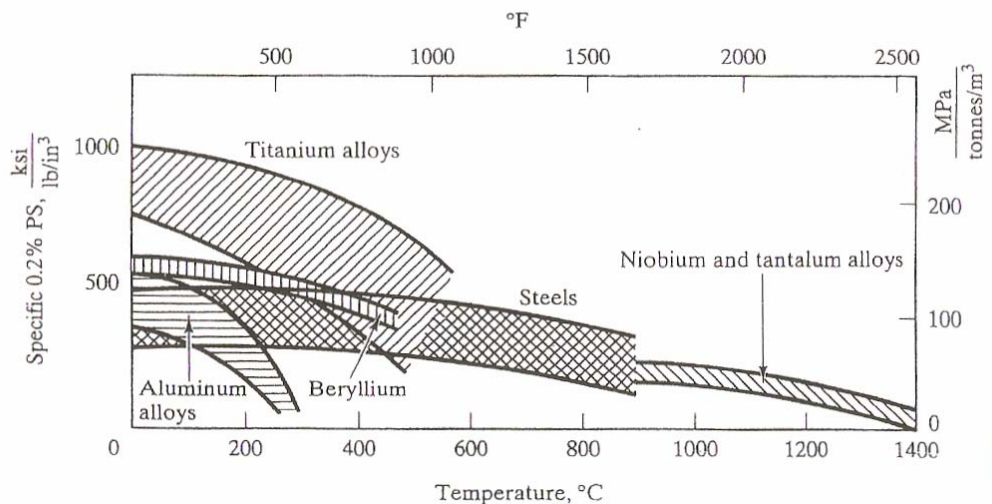 °F
500 1000 1500 2000 2500
Specific 0.2% PS, ksi/lb/in³
MPa/tonnes/m³
1000
Titanium alloys
200
Niobium and tantalum alloys
500
Steels
100
Aluminum
alloys
Beryllium
0
0 200 400 600 800 1000 1200 1400
Temperature, °C